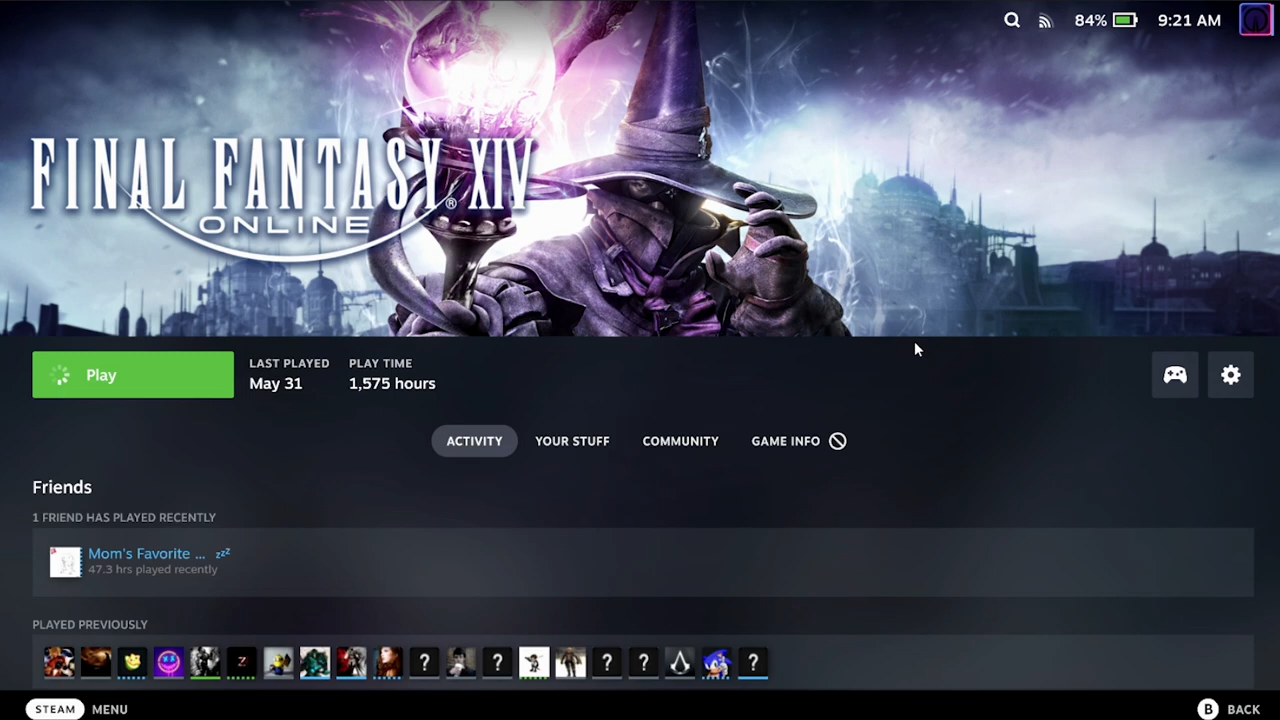 84% 9:21 AM
FINAL FANTASY® XIV
ONLINE
Play
LAST PLAYED
May 31
PLAY TIME
1,575 hours
ACTIVITY YOUR STUFF COMMUNITY GAME INFO
Friends
1 FRIEND HAS PLAYED RECENTLY
Mom's Favorite ... zzz
47.3 hrs played recently
PLAYED PREVIOUSLY
Z ? ? ? ? ?
STEAM MENU B BACK